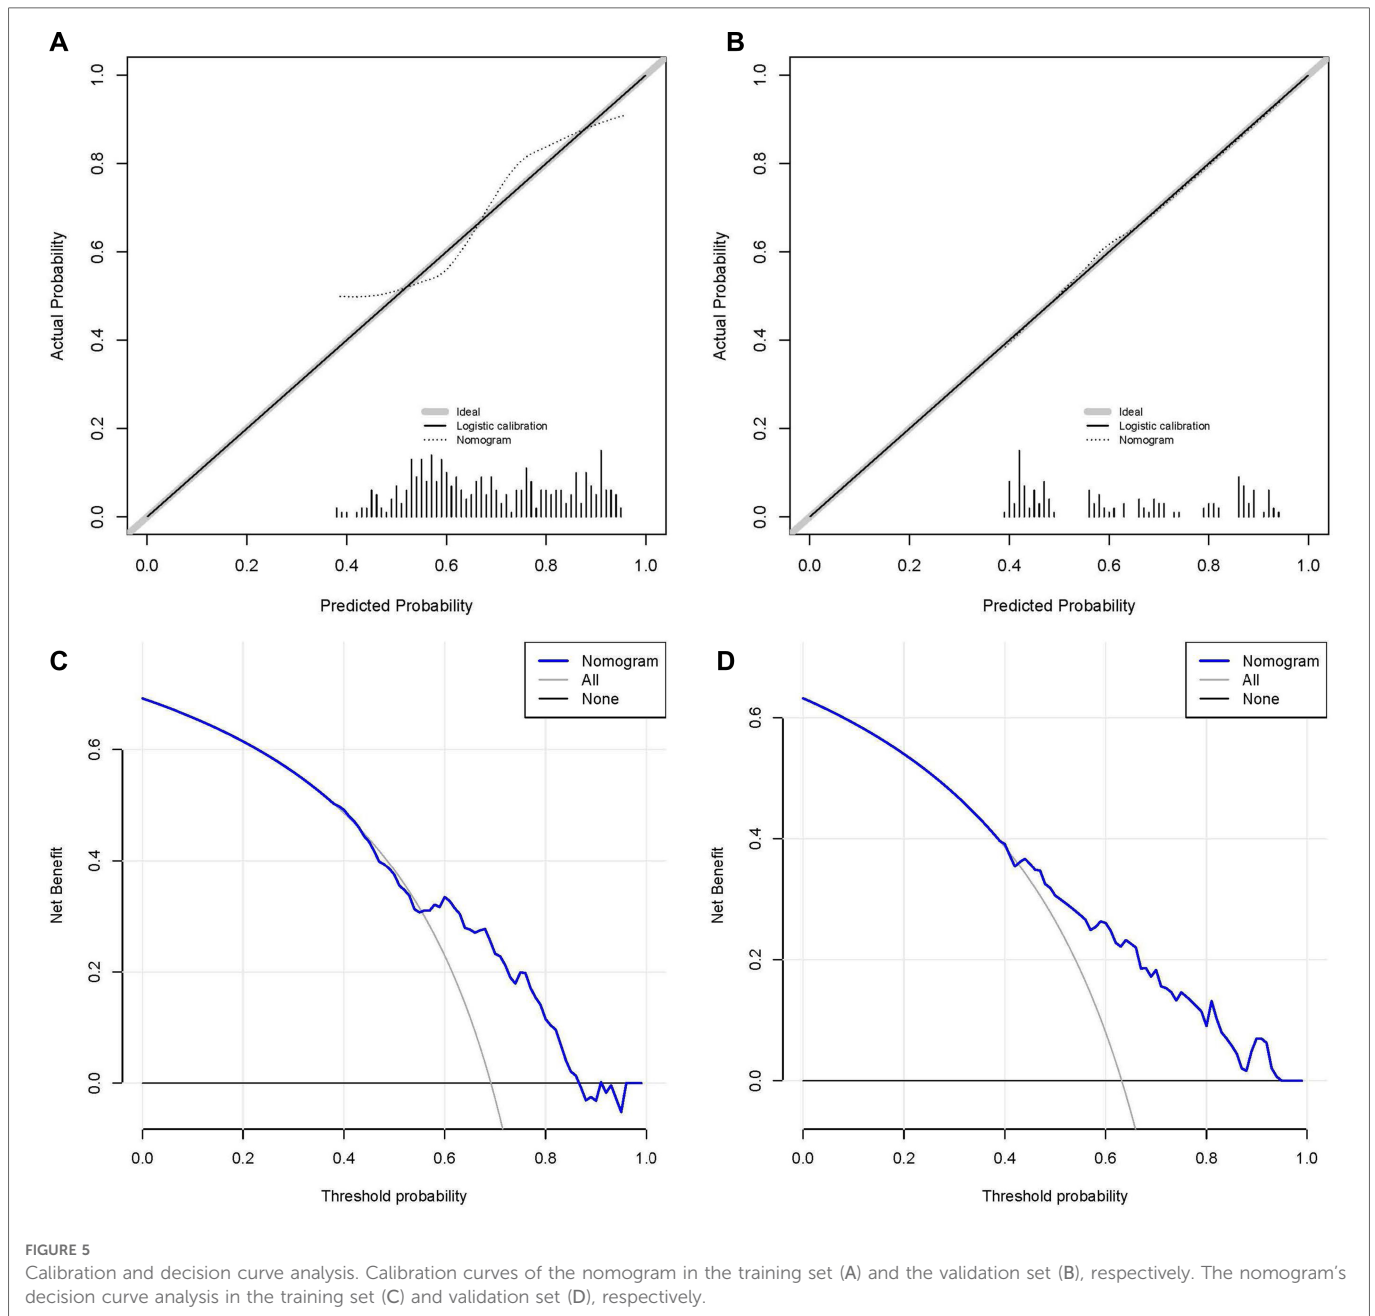 A
1.0
0.8
0.6
0.4
0.2
0.0
Actual Probability
Ideal
Logistic calibration
Nomogram
0.0 0.2 0.4 0.6 0.8 1.0
Predicted Probability
B
1.0
0.8
0.6
0.4
0.2
0.0
Actual Probability
Ideal
Logistic calibration
Nomogram
0.0 0.2 0.4 0.6 0.8 1.0
Predicted Probability
C
Nomogram
All
None
0.6
0.4
0.2
0.0
Net Benefit
0.0 0.2 0.4 0.6 0.8 1.0
Threshold probability
D
Nomogram
All
None
0.6
0.4
0.2
0.0
Net Benefit
0.0 0.2 0.4 0.6 0.8 1.0
Threshold probability
FIGURE 5
Calibration and decision curve analysis. Calibration curves of the nomogram in the training set (A) and the validation set (B), respectively. The nomogram's
decision curve analysis in the training set (C) and validation set (D), respectively.